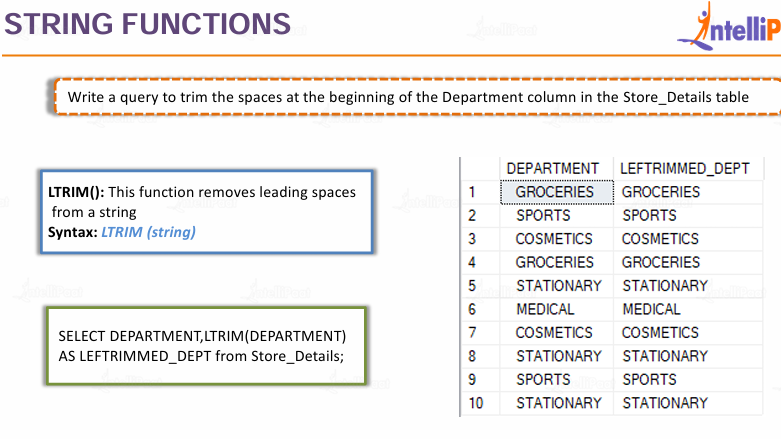 STRING FUNCTIONS
ntelliP
Write a query to trim the spaces at the beginning of the Department column in the Store_Details table
LTRIM(): This function removes leading spaces
from a string
Syntax: LTRIM (string)
SELECT DEPARTMENT,LTRIM(DEPARTMENT)
AS LEFTRIMMED_DEPT from Store_Details;
DEPARTMENT LEFTRIMMED_DEPT
1 GROCERIES GROCERIES
2 SPORTS SPORTS
3 COSMETICS COSMETICS
4 GROCERIES GROCERIES
5 STATIONARY STATIONARY
6 MEDICAL MEDICAL
7 COSMETICS COSMETICS
8 STATIONARY STATIONARY
9 SPORTS SPORTS
10 STATIONARY STATIONARY